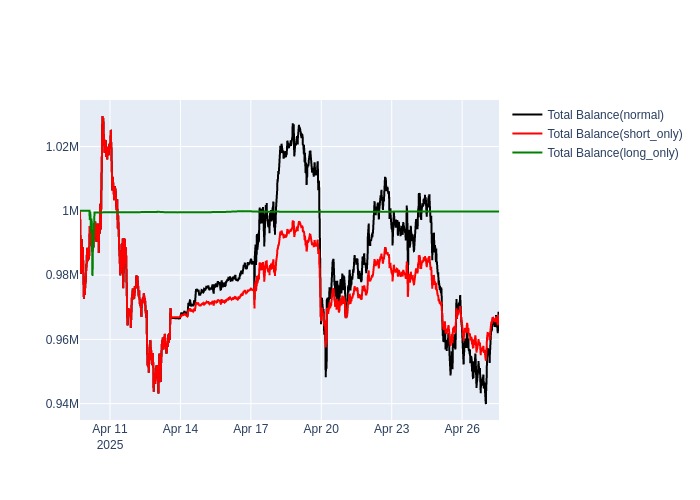 Total Balance(normal)
Total Balance(short_only)
Total Balance(long_only)
1.02M
1M
0.98M
0.96M
0.94M
Apr 11
2025
Apr 14
Apr 17
Apr 20
Apr 23
Apr 26